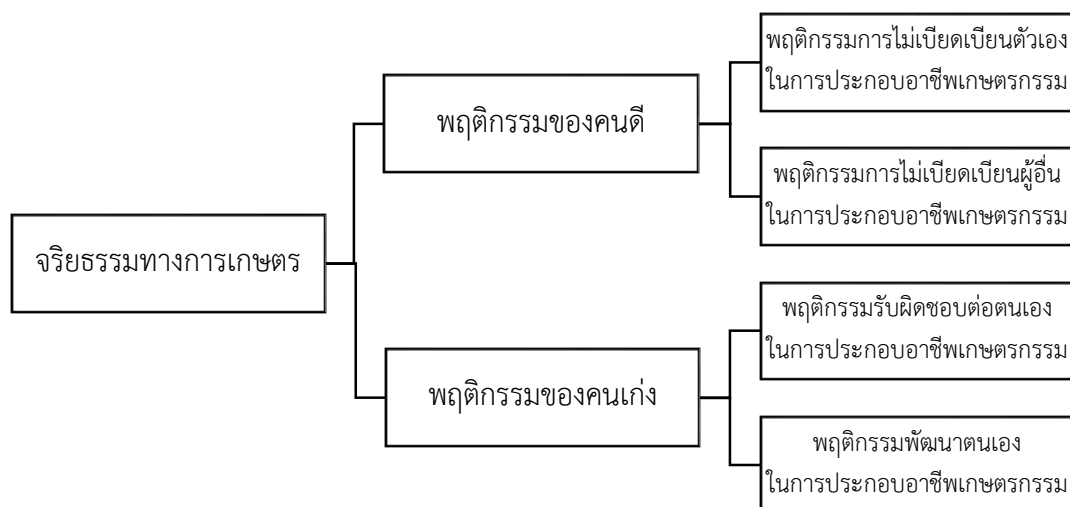 จริยธรรมทางการเกษตร
พฤติกรรมของคนดี
พฤติกรรมการไม่เบียดเบียนตัวเอง
ในการประกอบอาชีพเกษตรกรรม
พฤติกรรมการไม่เบียดเบียนผู้อื่น
ในการประกอบอาชีพเกษตรกรรม
พฤติกรรมของคนเก่ง
พฤติกรรมรับผิดชอบต่อตนเอง
ในการประกอบอาชีพเกษตรกรรม
พฤติกรรมพัฒนาตนเอง
ในการประกอบอาชีพเกษตรกรรม